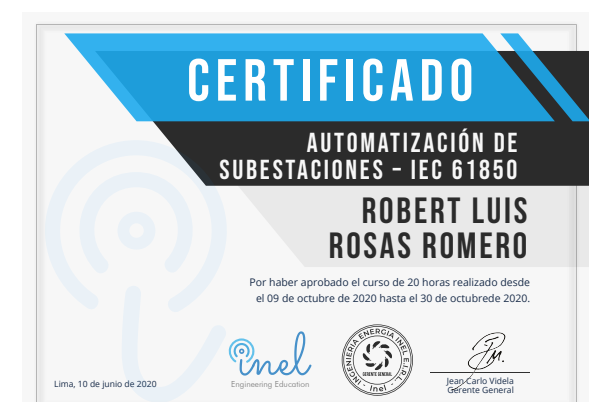 CERTIFICADO
AUTOMATIZACIÓN DE
SUBESTACIONES – IEC 61850
ROBERT LUIS
ROSAS ROMERO
Por haber aprobado el curso de 20 horas realizado desde
el 09 de octubre de 2020 hasta el 30 de octubrede 2020.
inel
Engineering Education
INGENIERIA ENERGIA INEL E.I.R.L.
GERENTE GENERAL
Inel
Lima, 10 de junio de 2020
Jean Carlo Videla
Gerente General